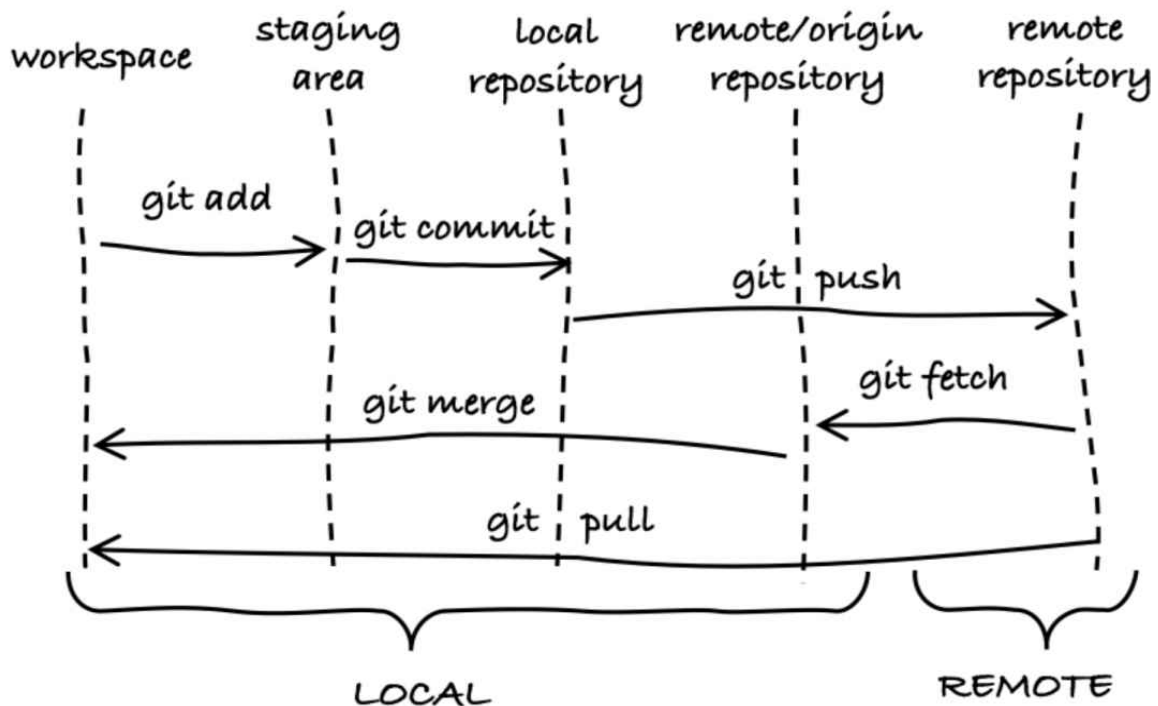 workspace
staging
area
local
repository
remote/origin
repository
remote
repository
git add
git commit
git push
git fetch
git merge
git pull
LOCAL
REMOTE